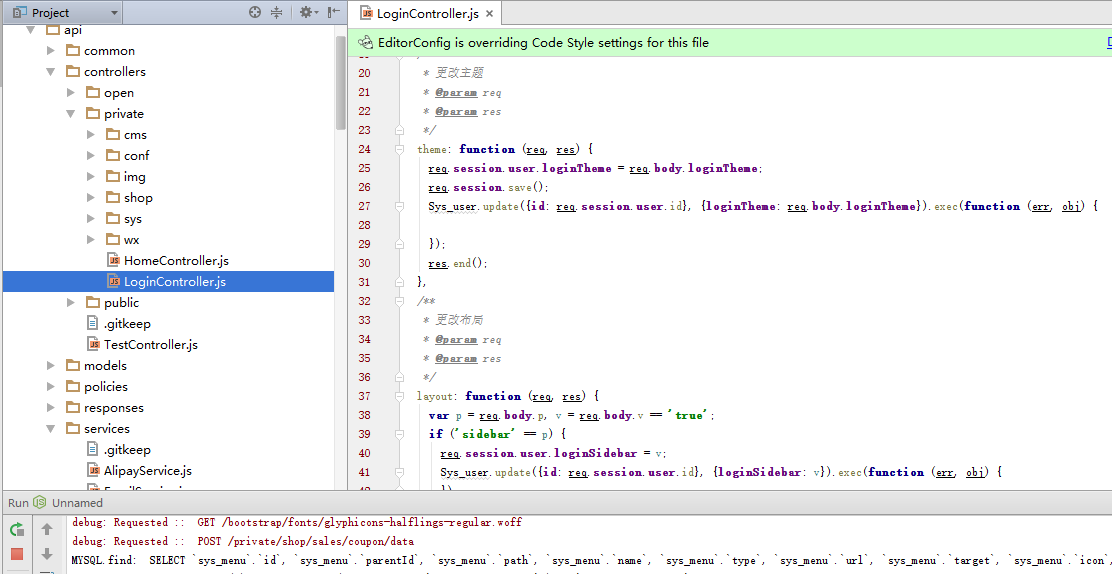 Project
LoginController.js
EditorConfig is overriding Code Style settings for this file
api
common
controllers
open
private
cms
conf
img
shop
sys
wx
HomeController.js
LoginController.js
public
.gitkeep
TestController.js
models
policies
responses
services
.gitkeep
AlipayService.js
20 * 更改主题
21 * @param req
22 * @param res
23 */
24 theme: function (req, res) {
25 req.session.user.loginTheme = req.body.loginTheme;
26 req.session.save();
27 Sys_user.update({id: req.session.user.id}, {loginTheme: req.body.loginTheme}).exec(function (err, obj) {
28
29 });
30 res.end();
31 },
32 /**
33 * 更改布局
34 * @param req
35 * @param res
36 */
37 layout: function (req, res) {
38 var p = req.body.p, v = req.body.v == 'true';
39 if ('sidebar' == p) {
40 req.session.user.loginSidebar = v;
41 Sys_user.update({id: req.session.user.id}, {loginSidebar: v}).exec(function (err, obj) {
Run Unnamed
debug: Requested :: GET /bootstrap/fonts/glyphicons-halflings-regular.woff
debug: Requested :: POST /private/shop/sales/coupon/data
MYSQL.find: SELECT `sys_menu`.`id`, `sys_menu`.`parentId`, `sys_menu`.`path`, `sys_menu`.`name`, `sys_menu`.`type`, `sys_menu`.`url`, `sys_menu`.`target`, `sys_menu`.`icon`,